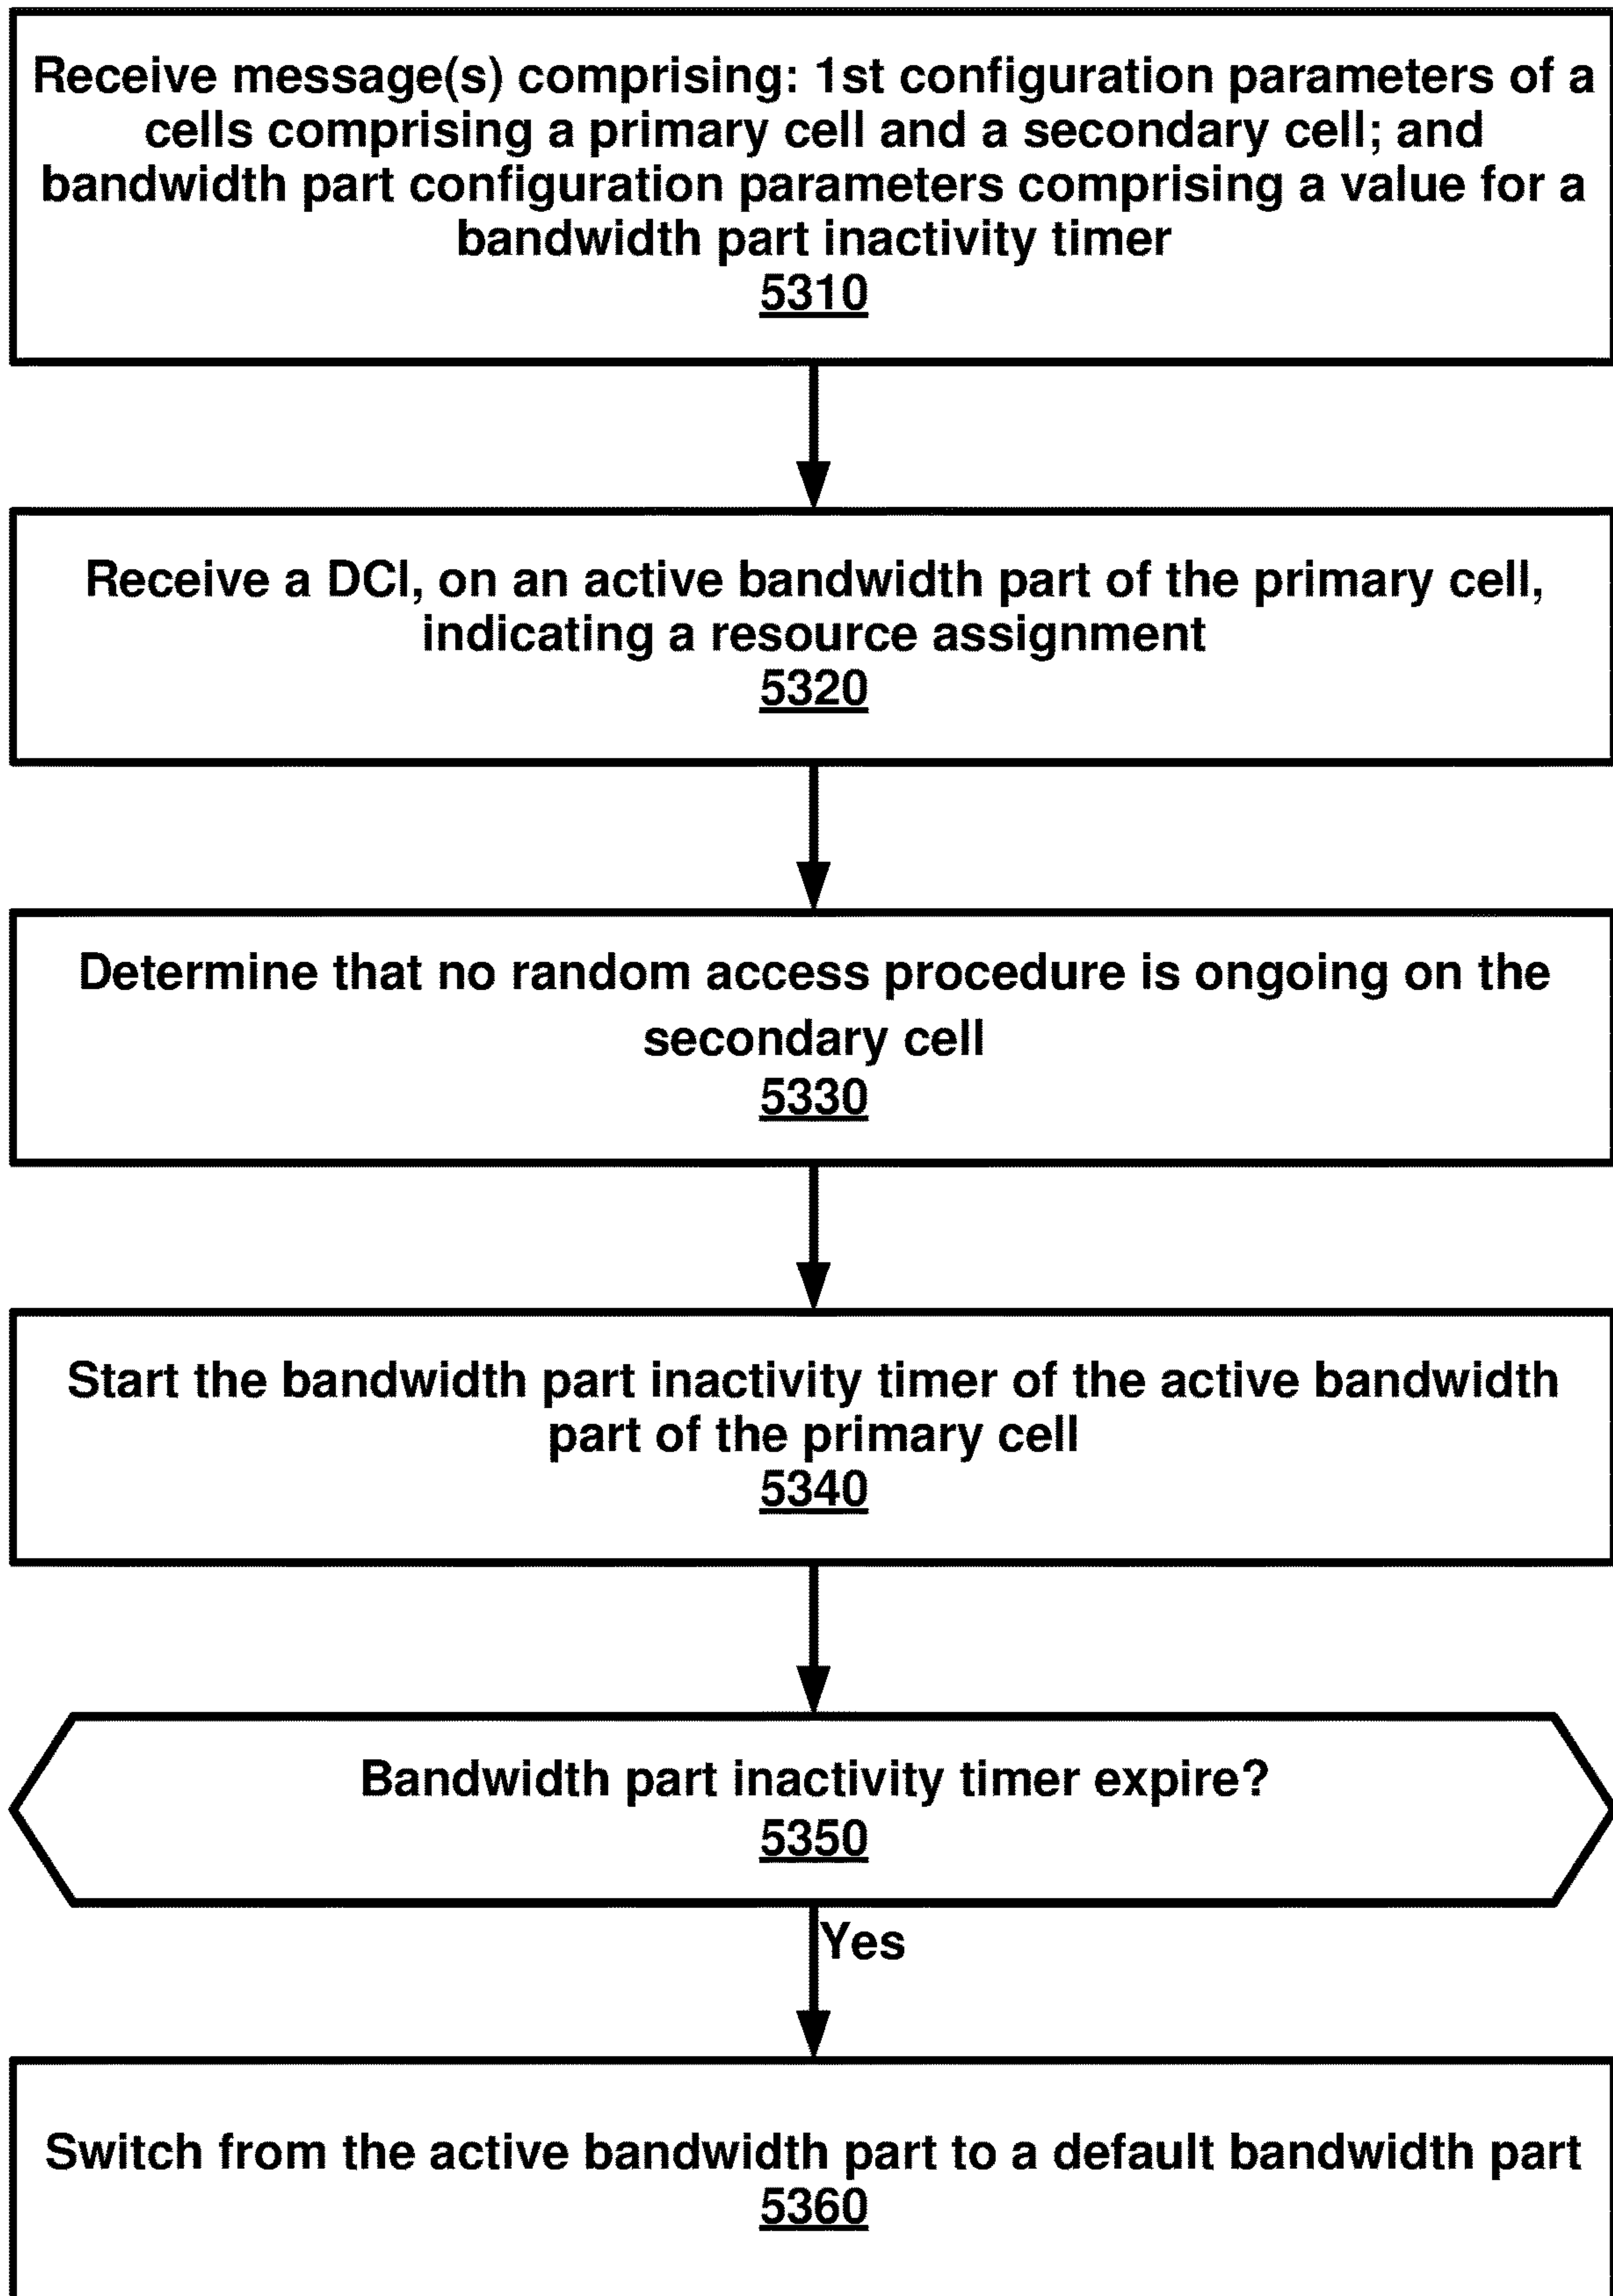 Receive message(s) comprising: 1st configuration parameters of a
cells comprising a primary cell and a secondary cell; and
bandwidth part configuration parameters comprising a value for a
bandwidth part inactivity timer
5310
Receive a DCI, on an active bandwidth part of the primary cell,
indicating a resource assignment
5320
Determine that no random access procedure is ongoing on the
secondary cell
5330
Start the bandwidth part inactivity timer of the active bandwidth
part of the primary cell
5340
Bandwidth part inactivity timer expire?
5350
Yes
Switch from the active bandwidth part to a default bandwidth part
5360